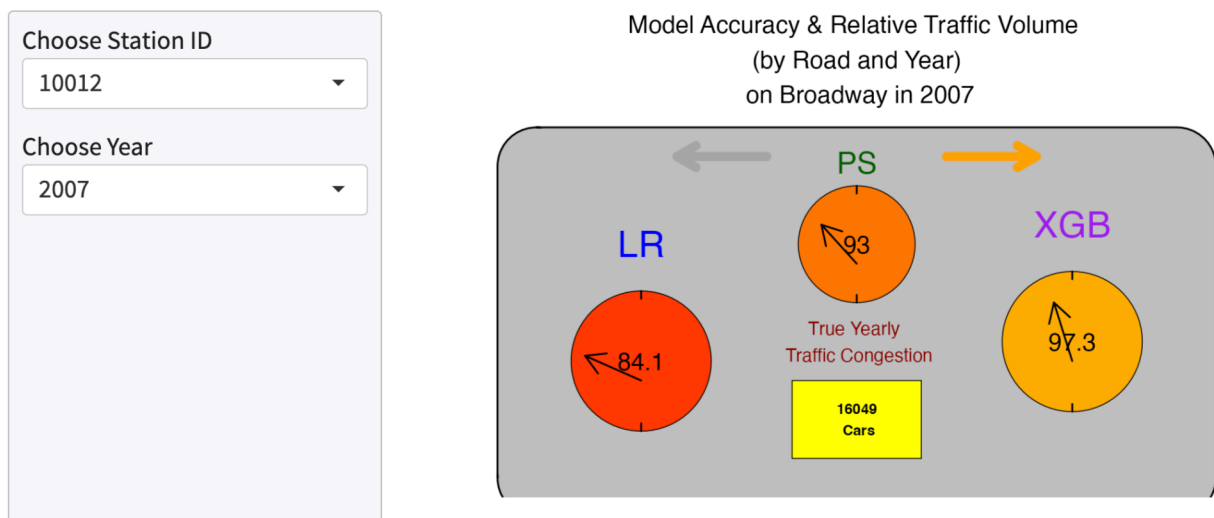 Choose Station ID
10012
Choose Year
2007
Model Accuracy & Relative Traffic Volume
(by Road and Year)
on Broadway in 2007
PS
93
LR
84.1
XGB
97.3
True Yearly
Traffic Congestion
16049
Cars